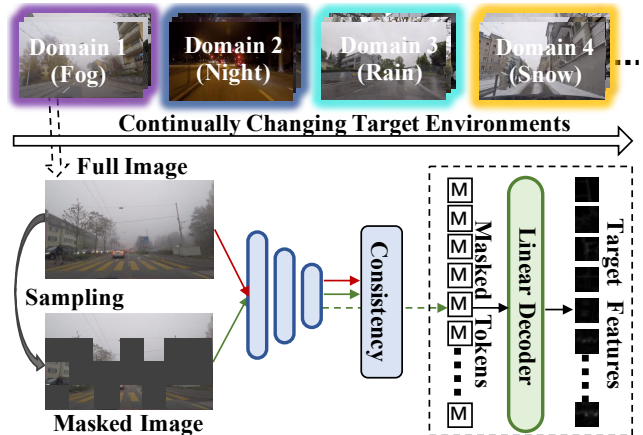 Domain 1
(Fog)
Domain 2
(Night)
Domain 3
(Rain)
Domain 4
(Snow)
Continually Changing Target Environments
Full Image
Sampling
Masked Image
Consistency
M
M
M
M
M
M
M
Masked Tokens
Linear Decoder
Target Features